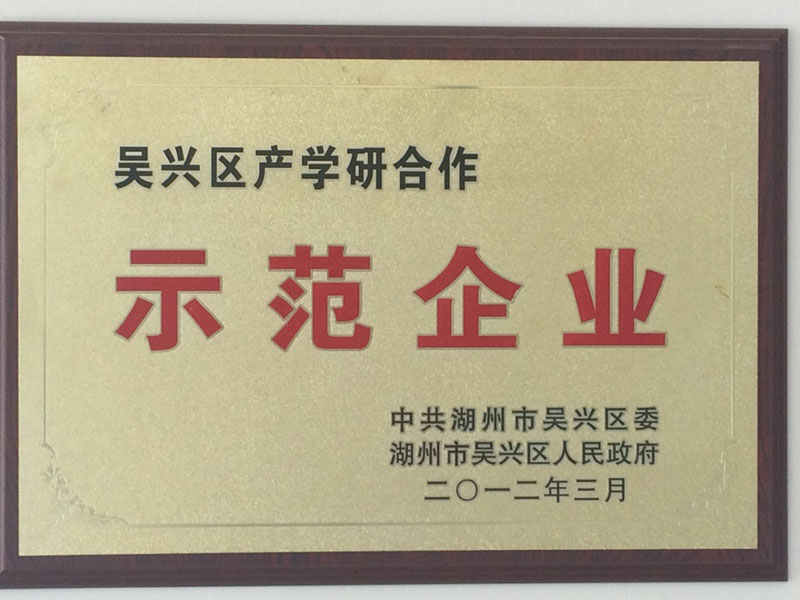 吴兴区产学研合作
示范企业
中共湖州市吴兴区委
湖州市吴兴区人民政府
二〇一二年三月